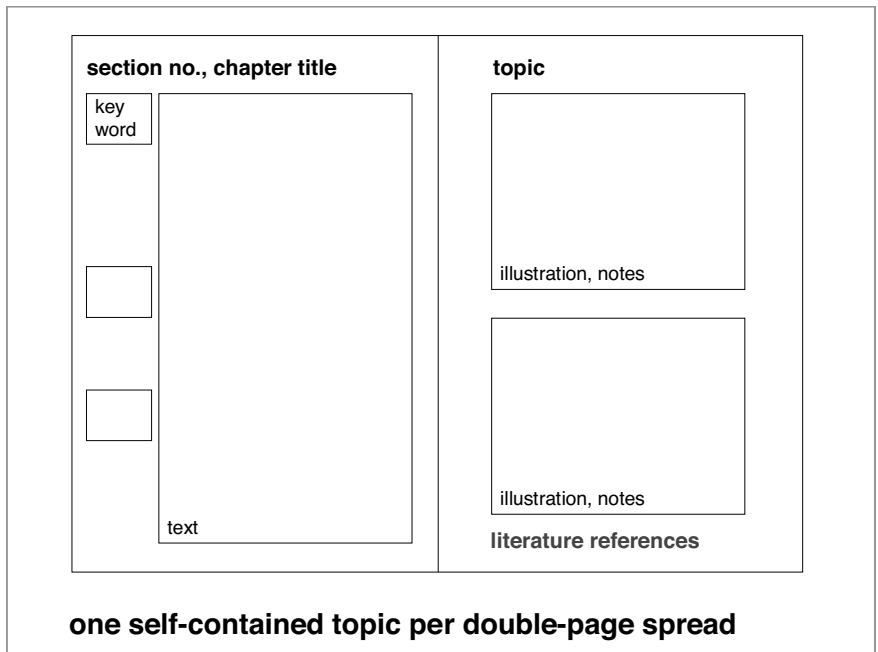 section no., chapter title
key
word
text
topic
illustration, notes
illustration, notes
literature references
one self-contained topic per double-page spread